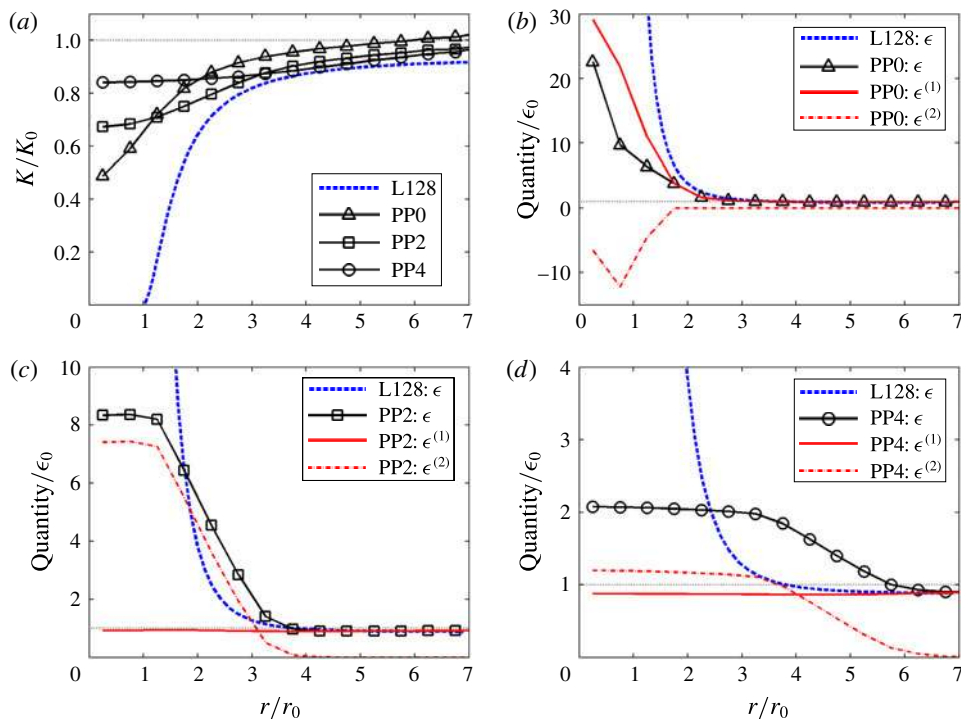 (a)
K/K0
1.0
0.8
0.6
0.4
0.2
0
1
2
3
4
5
6
7
L128
PP0
PP2
PP4
(b)
Quantity/ϵ0
30
20
10
0
−10
0
1
2
3
4
5
6
7
L128: ϵ
PP0: ϵ
PP0: ϵ(1)
PP0: ϵ(2)
(c)
Quantity/ϵ0
10
8
6
4
2
0
1
2
3
4
5
6
7
r/r0
L128: ϵ
PP2: ϵ
PP2: ϵ(1)
PP2: ϵ(2)
(d)
Quantity/ϵ0
4
3
2
1
0
1
2
3
4
5
6
7
r/r0
L128: ϵ
PP4: ϵ
PP4: ϵ(1)
PP4: ϵ(2)